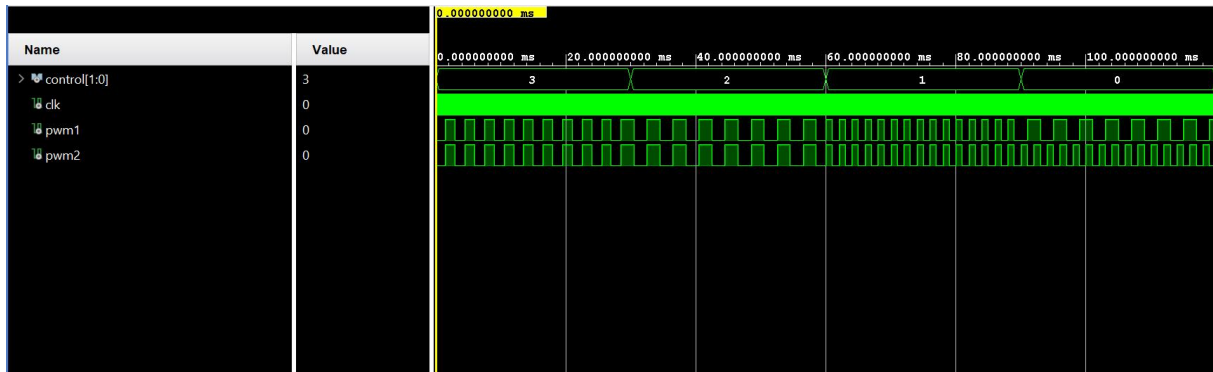 0.000000000 ms
Name Value
0.000000000 ms 20.000000000 ms 40.000000000 ms 60.000000000 ms 80.000000000 ms 100.000000000 ms
> control[1:0] 3 3 2 1 0
clk 0
pwm1 0
pwm2 0